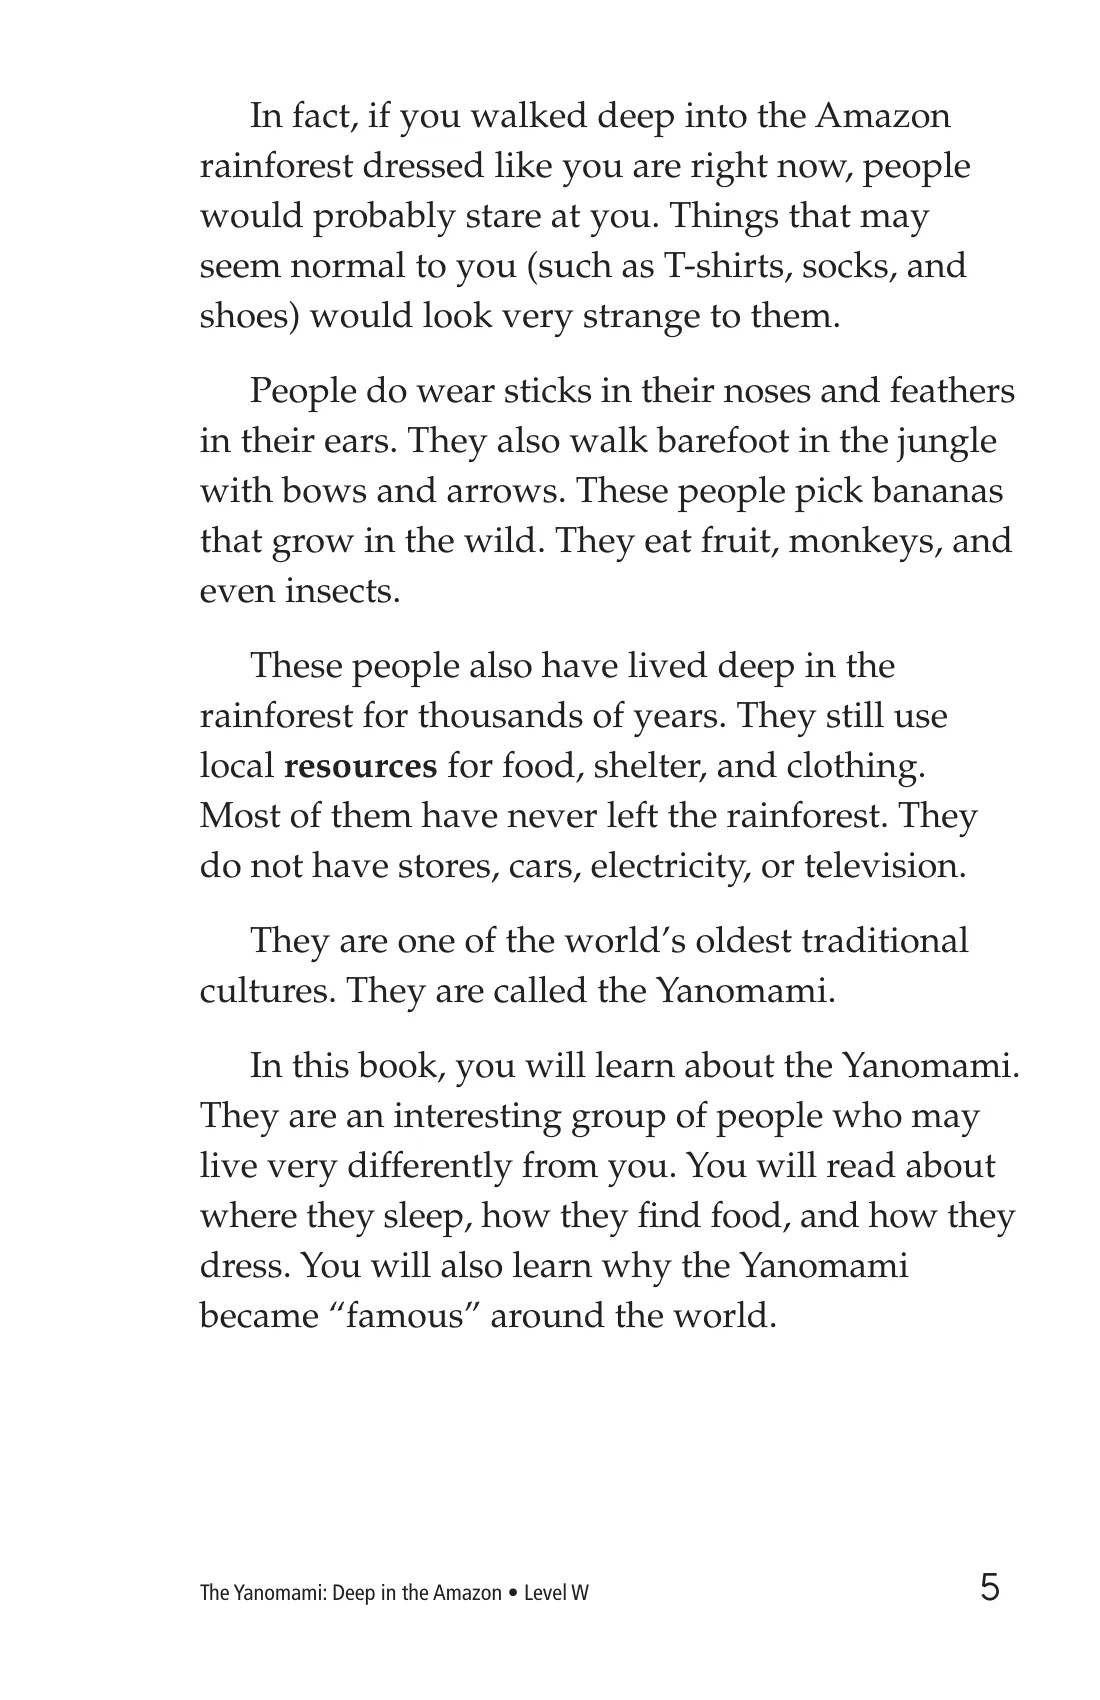 In fact, if you walked deep into the Amazon
rainforest dressed like you are right now, people
would probably stare at you. Things that may
seem normal to you (such as T-shirts, socks, and
shoes) would look very strange to them.
People do wear sticks in their noses and feathers
in their ears. They also walk barefoot in the jungle
with bows and arrows. These people pick bananas
that grow in the wild. They eat fruit, monkeys, and
even insects.
These people also have lived deep in the
rainforest for thousands of years. They still use
local resources for food, shelter, and clothing.
Most of them have never left the rainforest. They
do not have stores, cars, electricity, or television.
They are one of the world’s oldest traditional
cultures. They are called the Yanomami.
In this book, you will learn about the Yanomami.
They are an interesting group of people who may
live very differently from you. You will read about
where they sleep, how they find food, and how they
dress. You will also learn why the Yanomami
became “famous” around the world.
The Yanomami: Deep in the Amazon • Level W 5